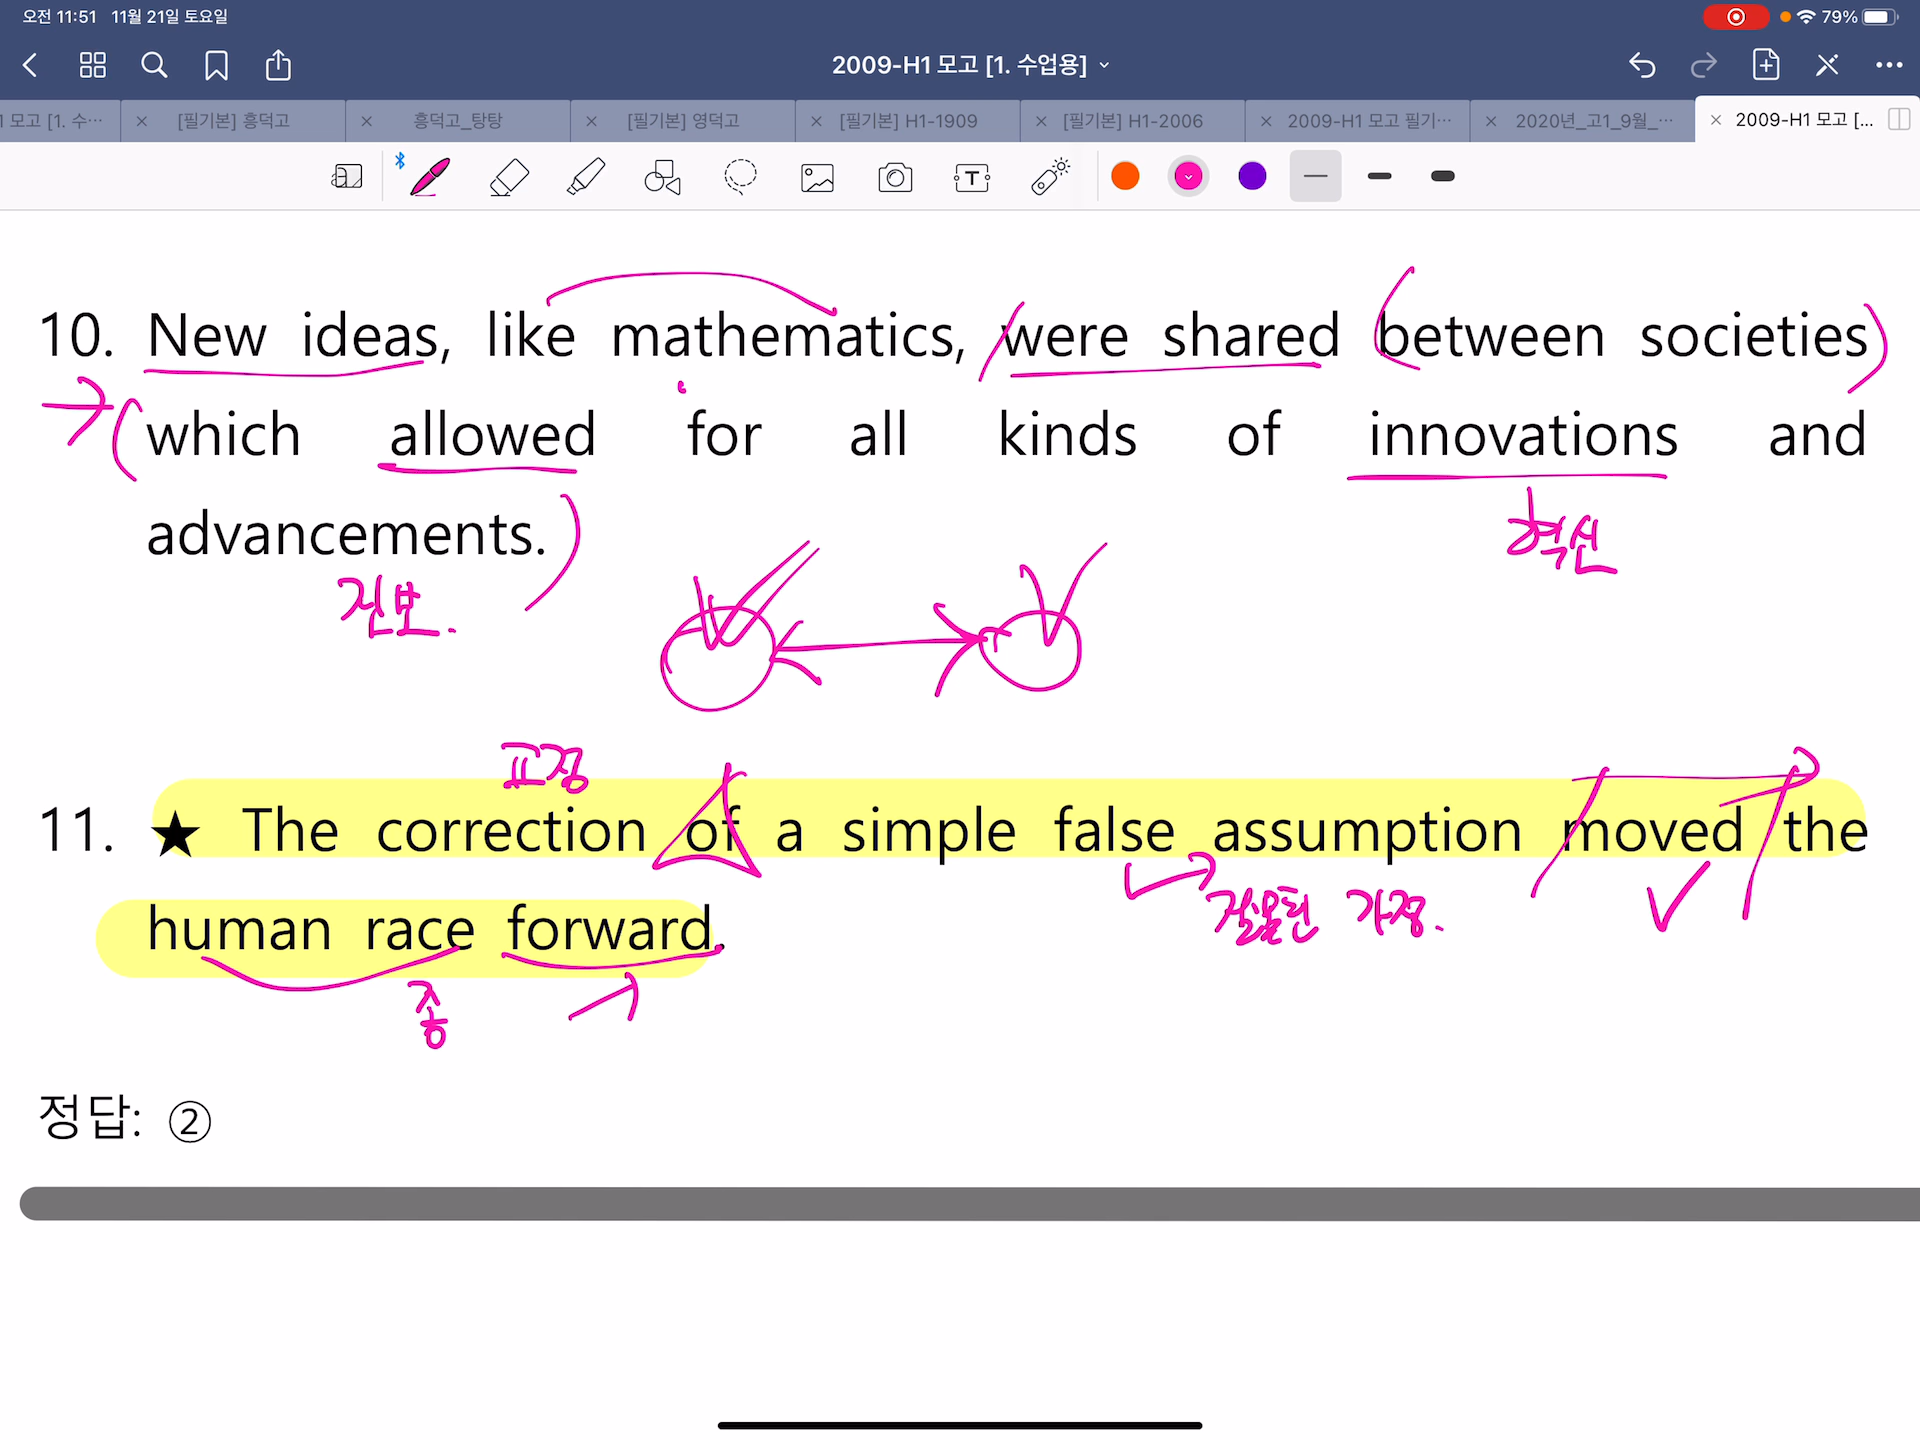 오전 11:51 11월 21일 토요일
79%
2009-H1 모고 [1. 수업용]
모고 [1. 수…
[필기본] 흥덕고
흥덕고_탕탕
[필기본] 영덕고
[필기본] H1-1909
[필기본] H1-2006
2009-H1 모고 필기…
2020년_고1_9월_…
2009-H1 모고 […
10. New ideas, like mathematics, were shared between societies
which allowed for all kinds of innovations and
혁신
advancements.
진보.
교정
11. ★ The correction of a simple false assumption moved the
잘못된 가정.
human race forward.
종
정답: ②